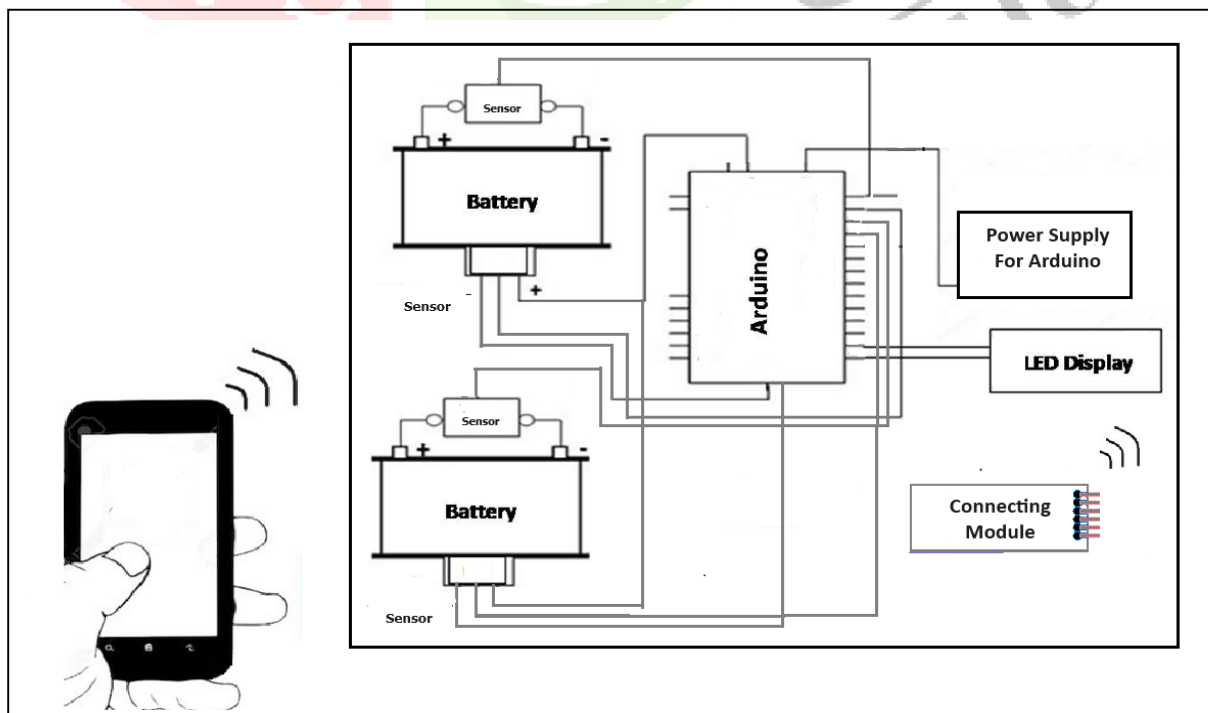 Sensor
+
-
Battery
Sensor
-
+
Arduino
Power Supply
For Arduino
LED Display
Sensor
+
-
Battery
Sensor
Connecting
Module